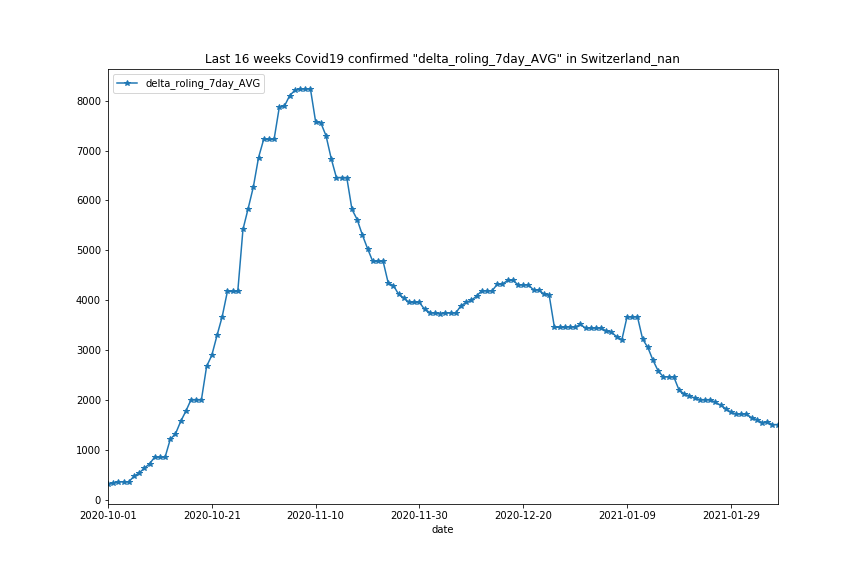 Last 16 weeks Covid19 confirmed "delta_roling_7day_AVG" in Switzerland_nan
delta_roling_7day_AVG
8000
7000
6000
5000
4000
3000
2000
1000
0
2020-10-01 2020-10-21 2020-11-10 2020-11-30 2020-12-20 2021-01-09 2021-01-29
date